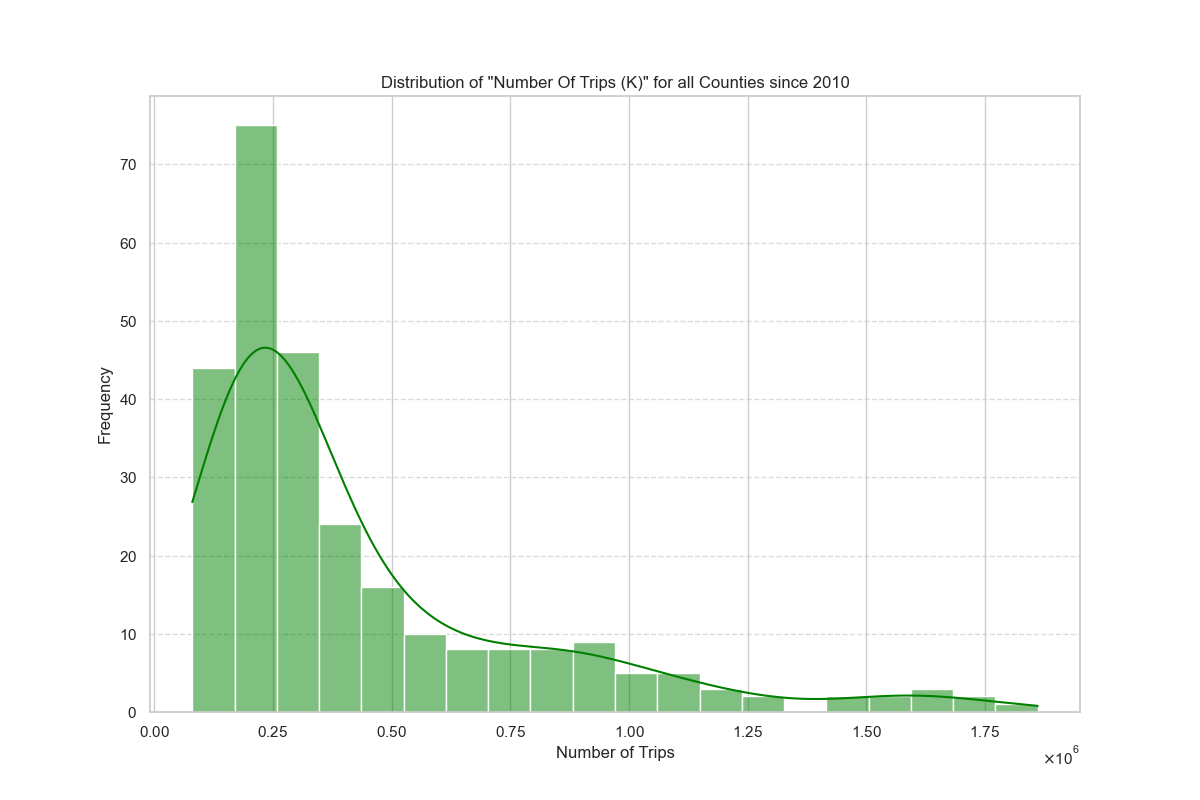 Distribution of "Number Of Trips (K)" for all Counties since 2010
70
60
50
40
30
20
10
0
Frequency
0.00 0.25 0.50 0.75 1.00 1.25 1.50 1.75
Number of Trips
×10⁶